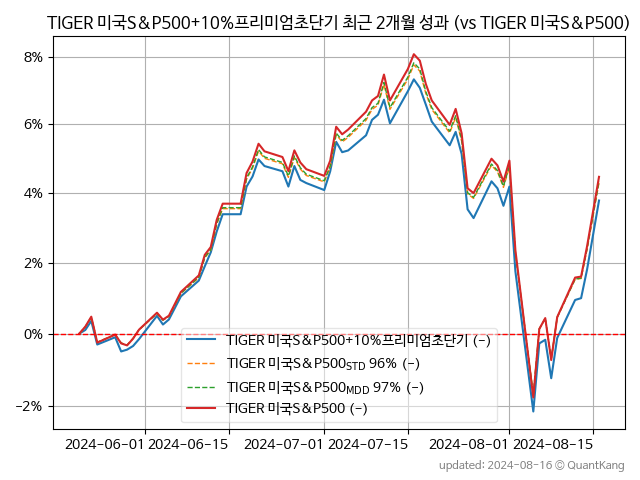 TIGER 미국S&P500+10%프리미엄초단기 최근 2개월 성과 (vs TIGER 미국S&P500)
8%
6%
4%
2%
0%
−2%
TIGER 미국S&P500+10%프리미엄초단기 (-)
TIGER 미국S&P500STD 96% (-)
TIGER 미국S&P500MDD 97% (-)
TIGER 미국S&P500 (-)
2024-06-01 2024-06-15 2024-07-01 2024-07-15 2024-08-01 2024-08-15
updated: 2024-08-16 © QuantKang